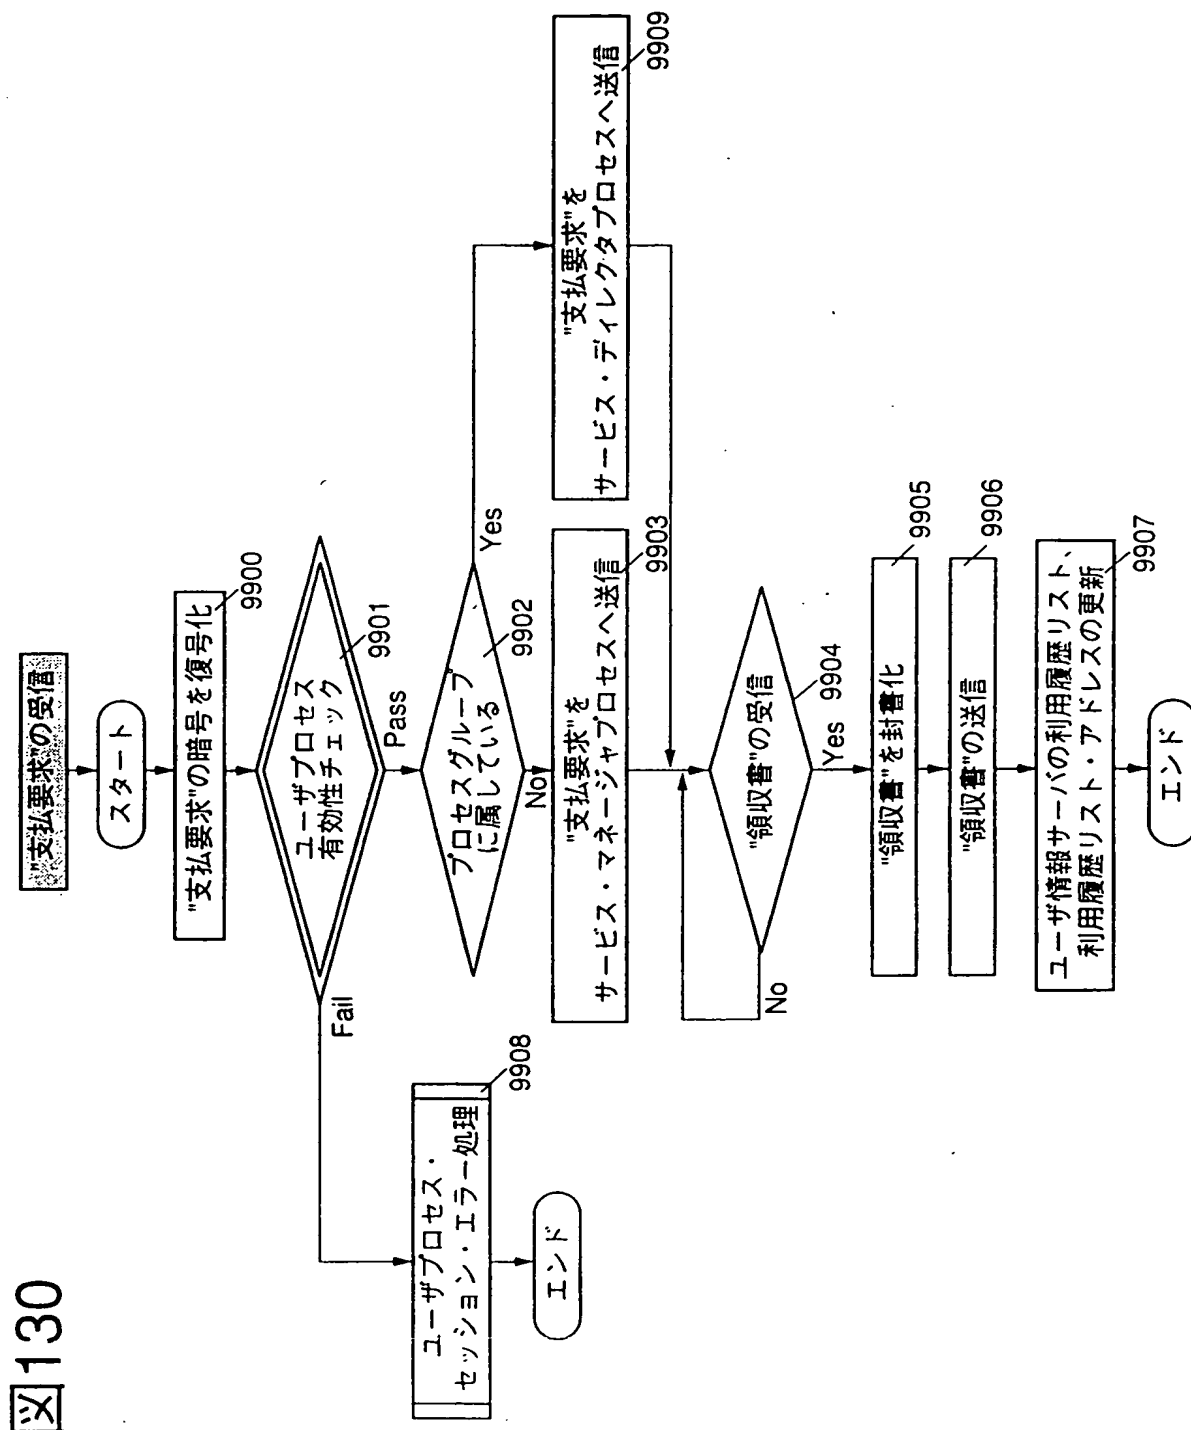 図130
"支払要求"の受信
スタート
"支払要求"の暗号を復号化
9900
ユーザプロセス
有効性チェック
9901
Fail
Pass
プロセスグループ
に属している
9902
Yes
No
ユーザプロセス・
セッション・エラー処理
9908
エンド
"支払要求"を
サービス・マネージャプロセスへ送信
9903
"支払要求"を
サービス・ディレクタプロセスへ送信
9909
"領収書"の受信
9904
No
Yes
"領収書"を封書化
9905
"領収書"の送信
9906
ユーザ情報サーバの利用履歴リスト、
利用履歴リスト・アドレスの更新
9907
エンド